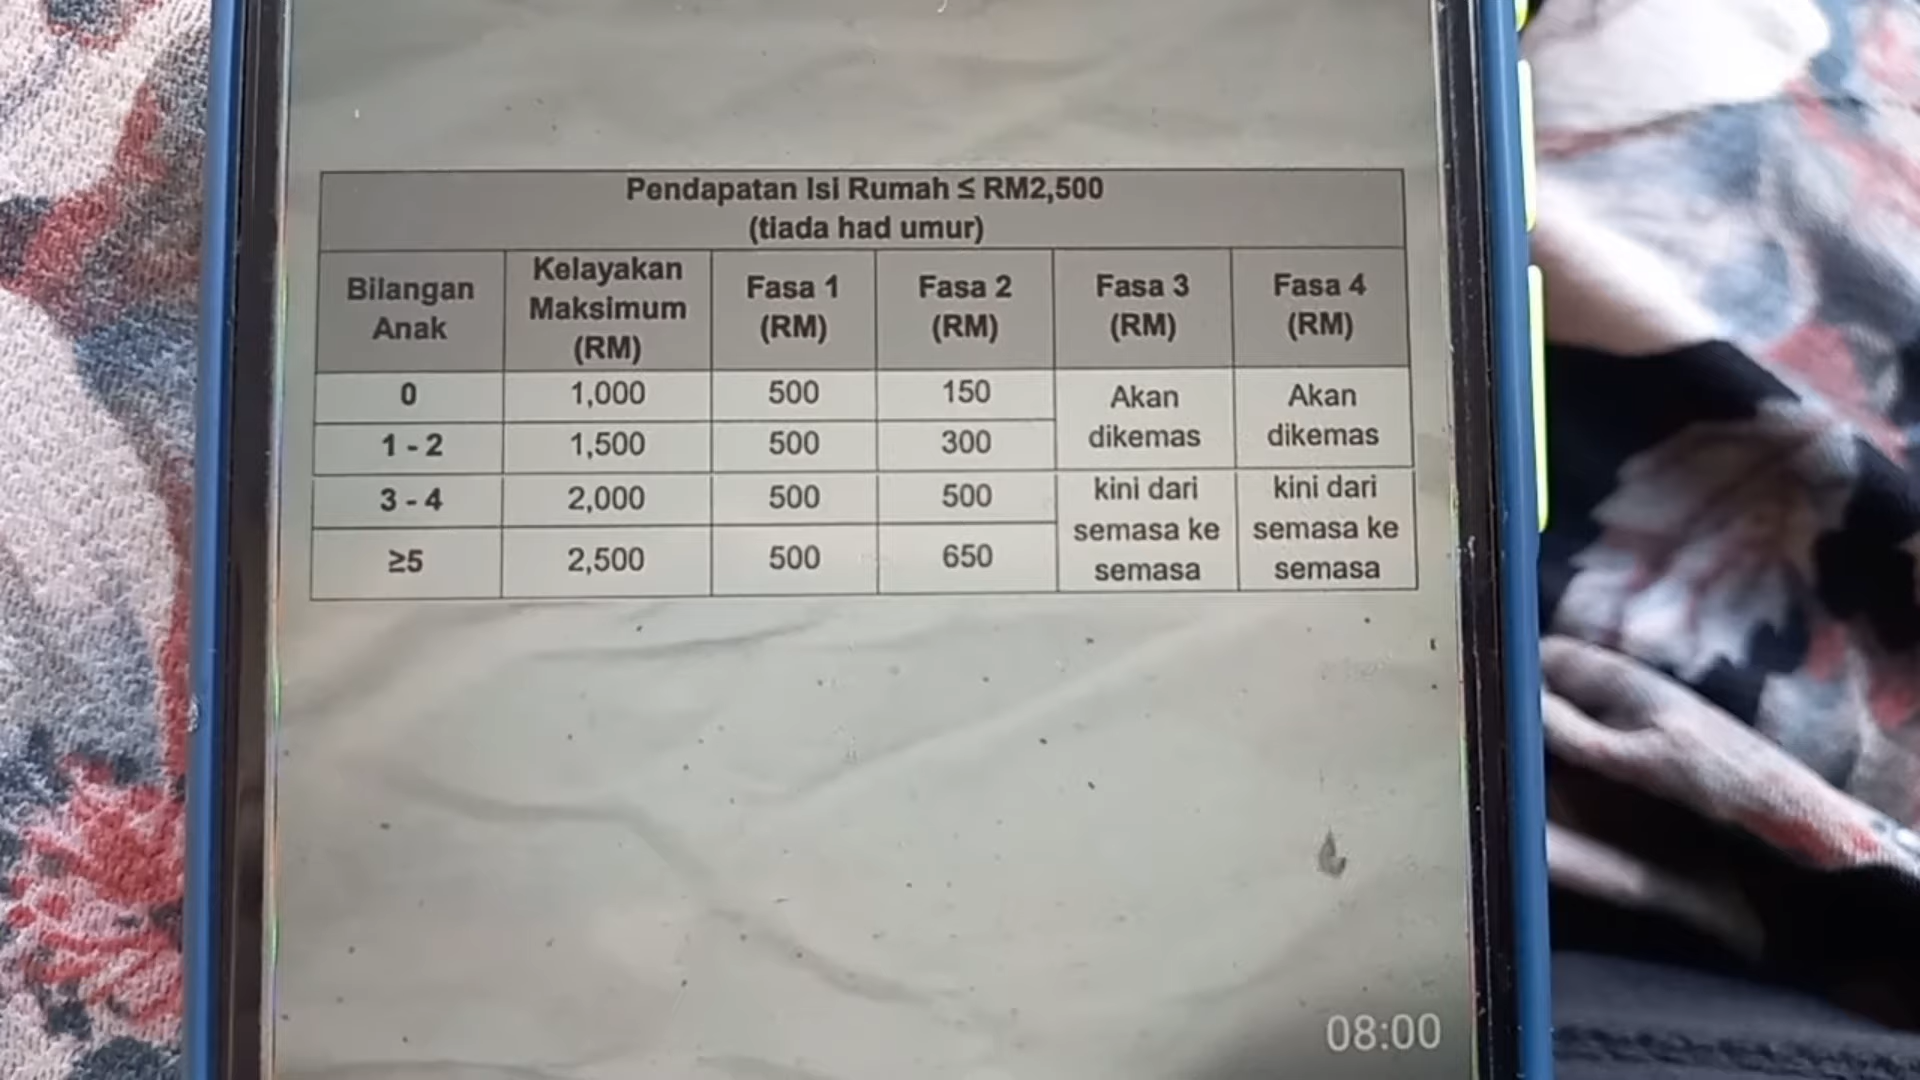 Pendapatan Isi Rumah ≤ RM2,500
(tiada had umur)
Bilangan Anak | Kelayakan Maksimum (RM) | Fasa 1 (RM) | Fasa 2 (RM) | Fasa 3 (RM) | Fasa 4 (RM)
0 | 1,000 | 500 | 150 | Akan dikemas | Akan dikemas
1 - 2 | 1,500 | 500 | 300
3 - 4 | 2,000 | 500 | 500 | kini dari semasa ke semasa | kini dari semasa ke semasa
≥5 | 2,500 | 500 | 650
08:00